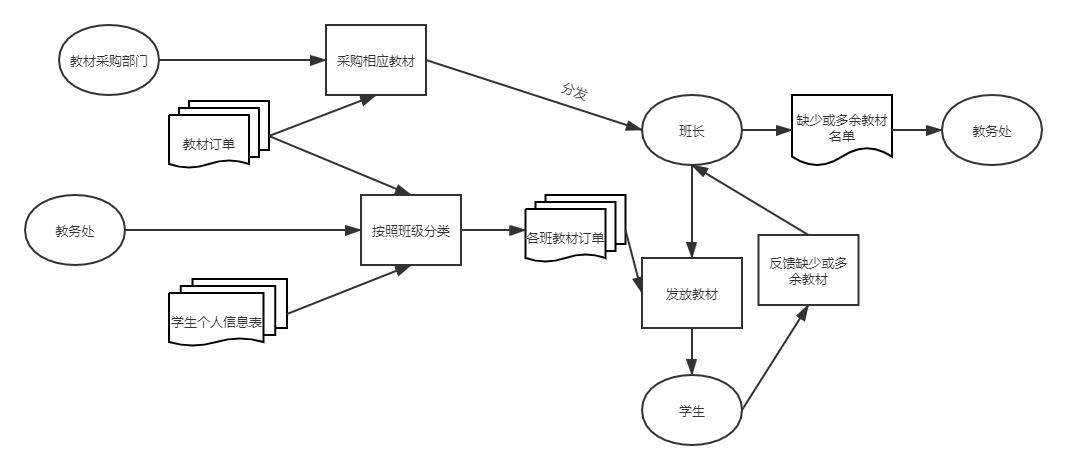 教材采购部门
采购相应教材
分发
教材订单
班长
缺少或多余教材
名单
教务处
教务处
按照班级分类
各班教材订单
反馈缺少或多
余教材
发放教材
学生个人信息表
学生